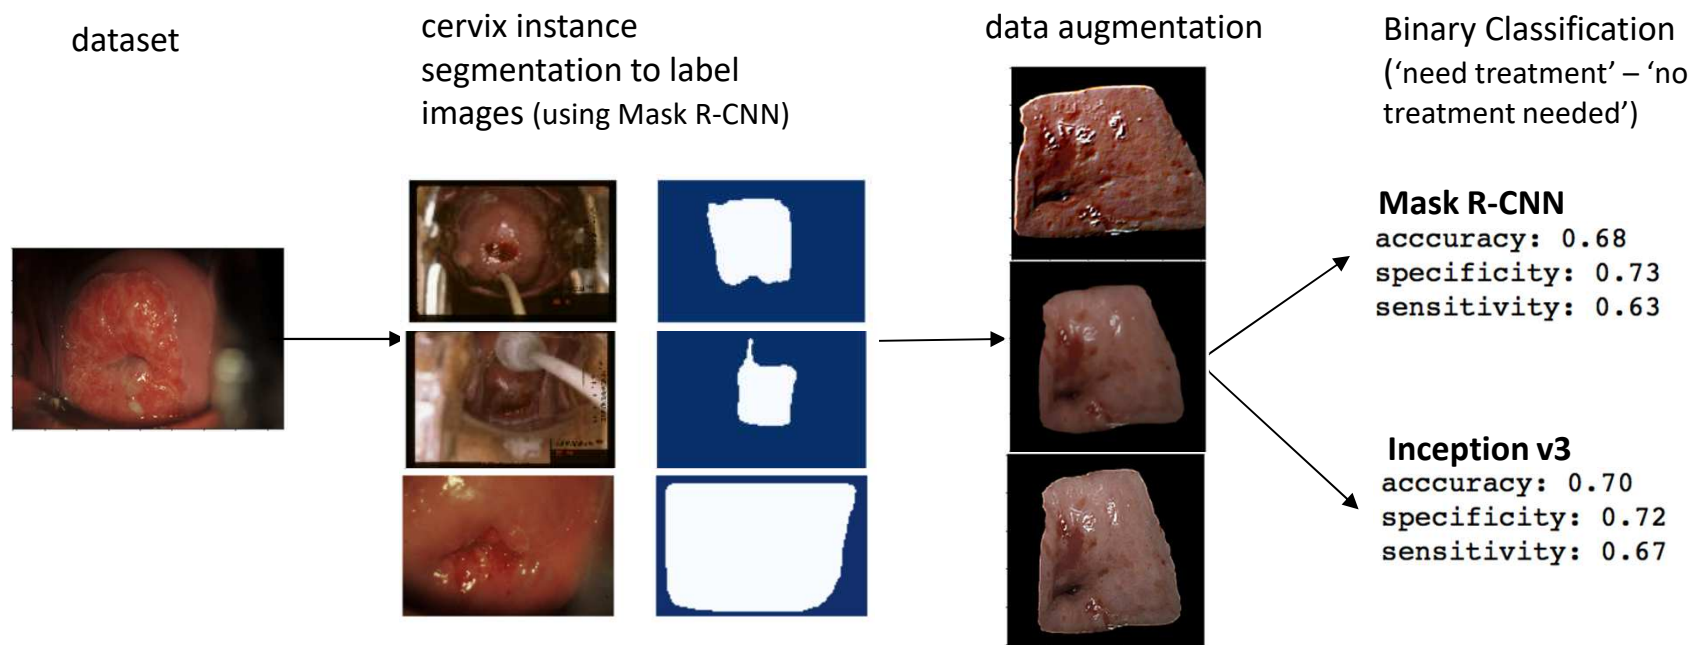 dataset
cervix instance
segmentation to label
images (using Mask R-CNN)
data augmentation
Binary Classification
(‘need treatment’ – ‘no
treatment needed’)
Mask R-CNN
acccuracy: 0.68
specificity: 0.73
sensitivity: 0.63
Inception v3
acccuracy: 0.70
specificity: 0.72
sensitivity: 0.67